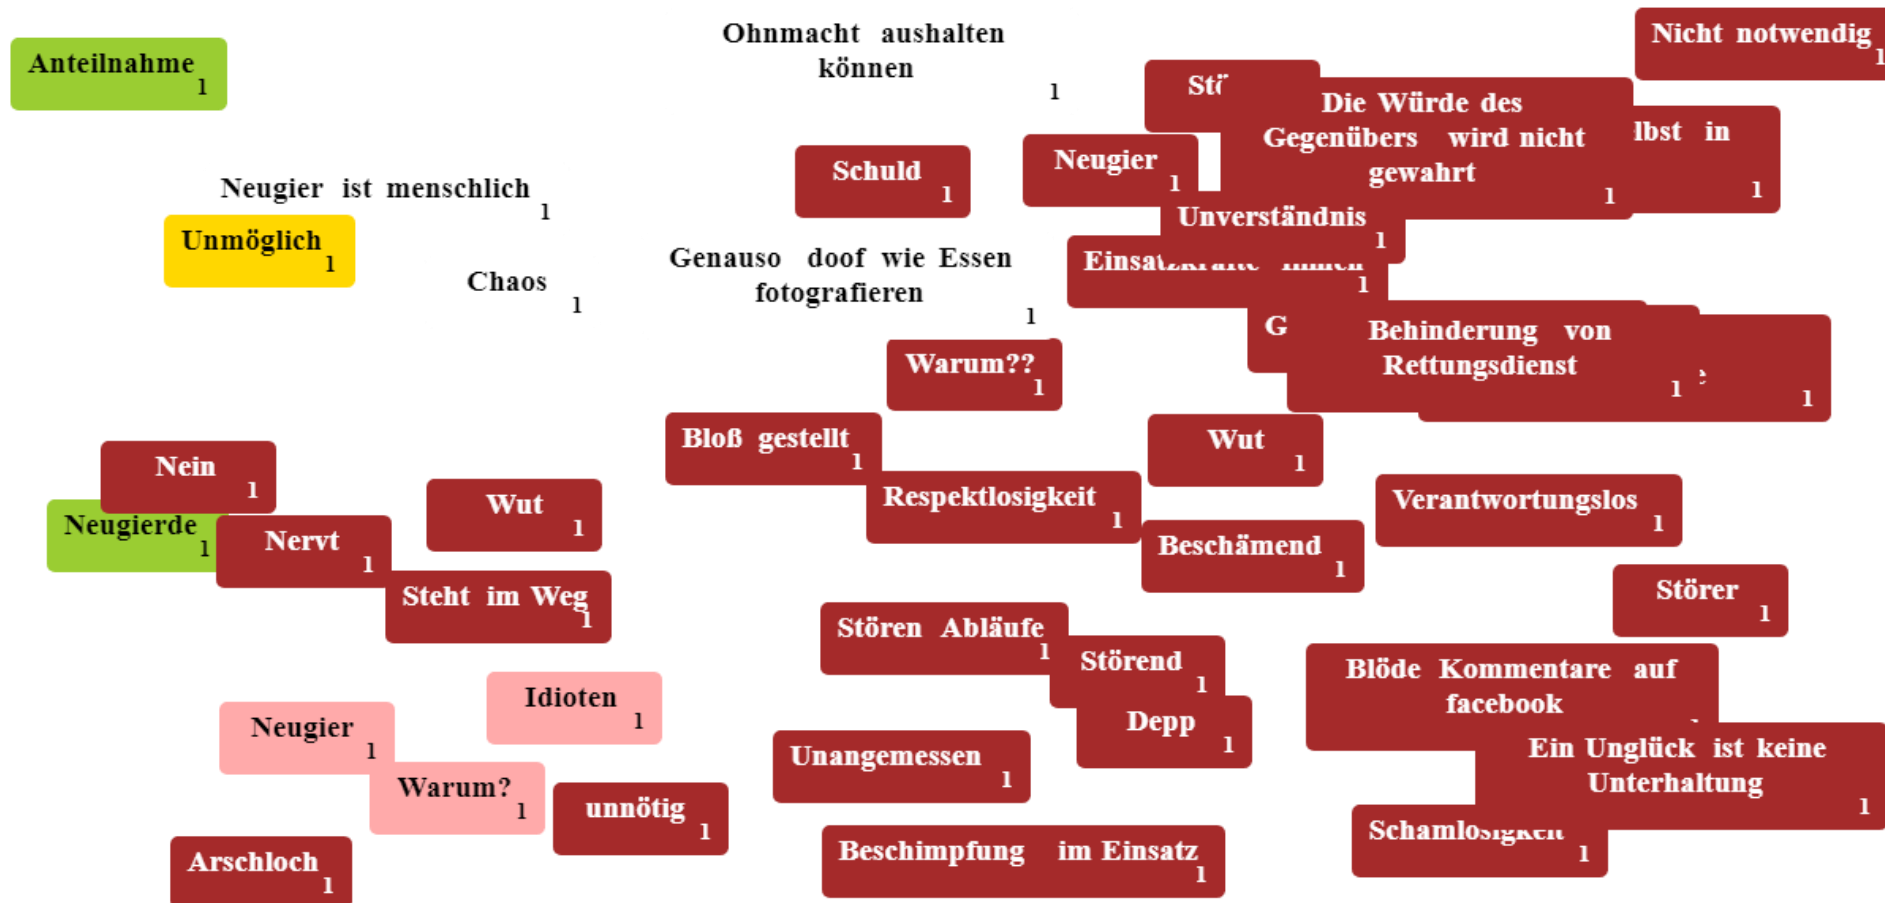 Anteilnahme
1
Ohnmacht aushalten
können
1
Nicht notwendig
1
Die Würde des
Gegenübers wird nicht
gewahrt
1
in
1
Neugier ist menschlich
1
Schuld
1
Neugier
1
Unmöglich
1
Unverständnis
1
Chaos
1
Genauso doof wie Essen
fotografieren
1
Einsatzkräfte
1
G
Behinderung von
Rettungsdienst
1
1
Warum??
1
Bloß gestellt
1
Wut
1
Nein
1
Neugierde
1
Nervt
1
Wut
1
Respektlosigkeit
1
Verantwortungslos
1
Beschämend
1
Steht im Weg
1
Störer
1
Stören Abläufe
1
Störend
1
Blöde Kommentare auf
facebook
Idioten
1
Neugier
1
Depp
1
Unangemessen
1
Ein Unglück ist keine
Unterhaltung
1
Warum?
1
unnötig
1
Schamlosigkeit
1
Arschloch
1
Beschimpfung im Einsatz
1